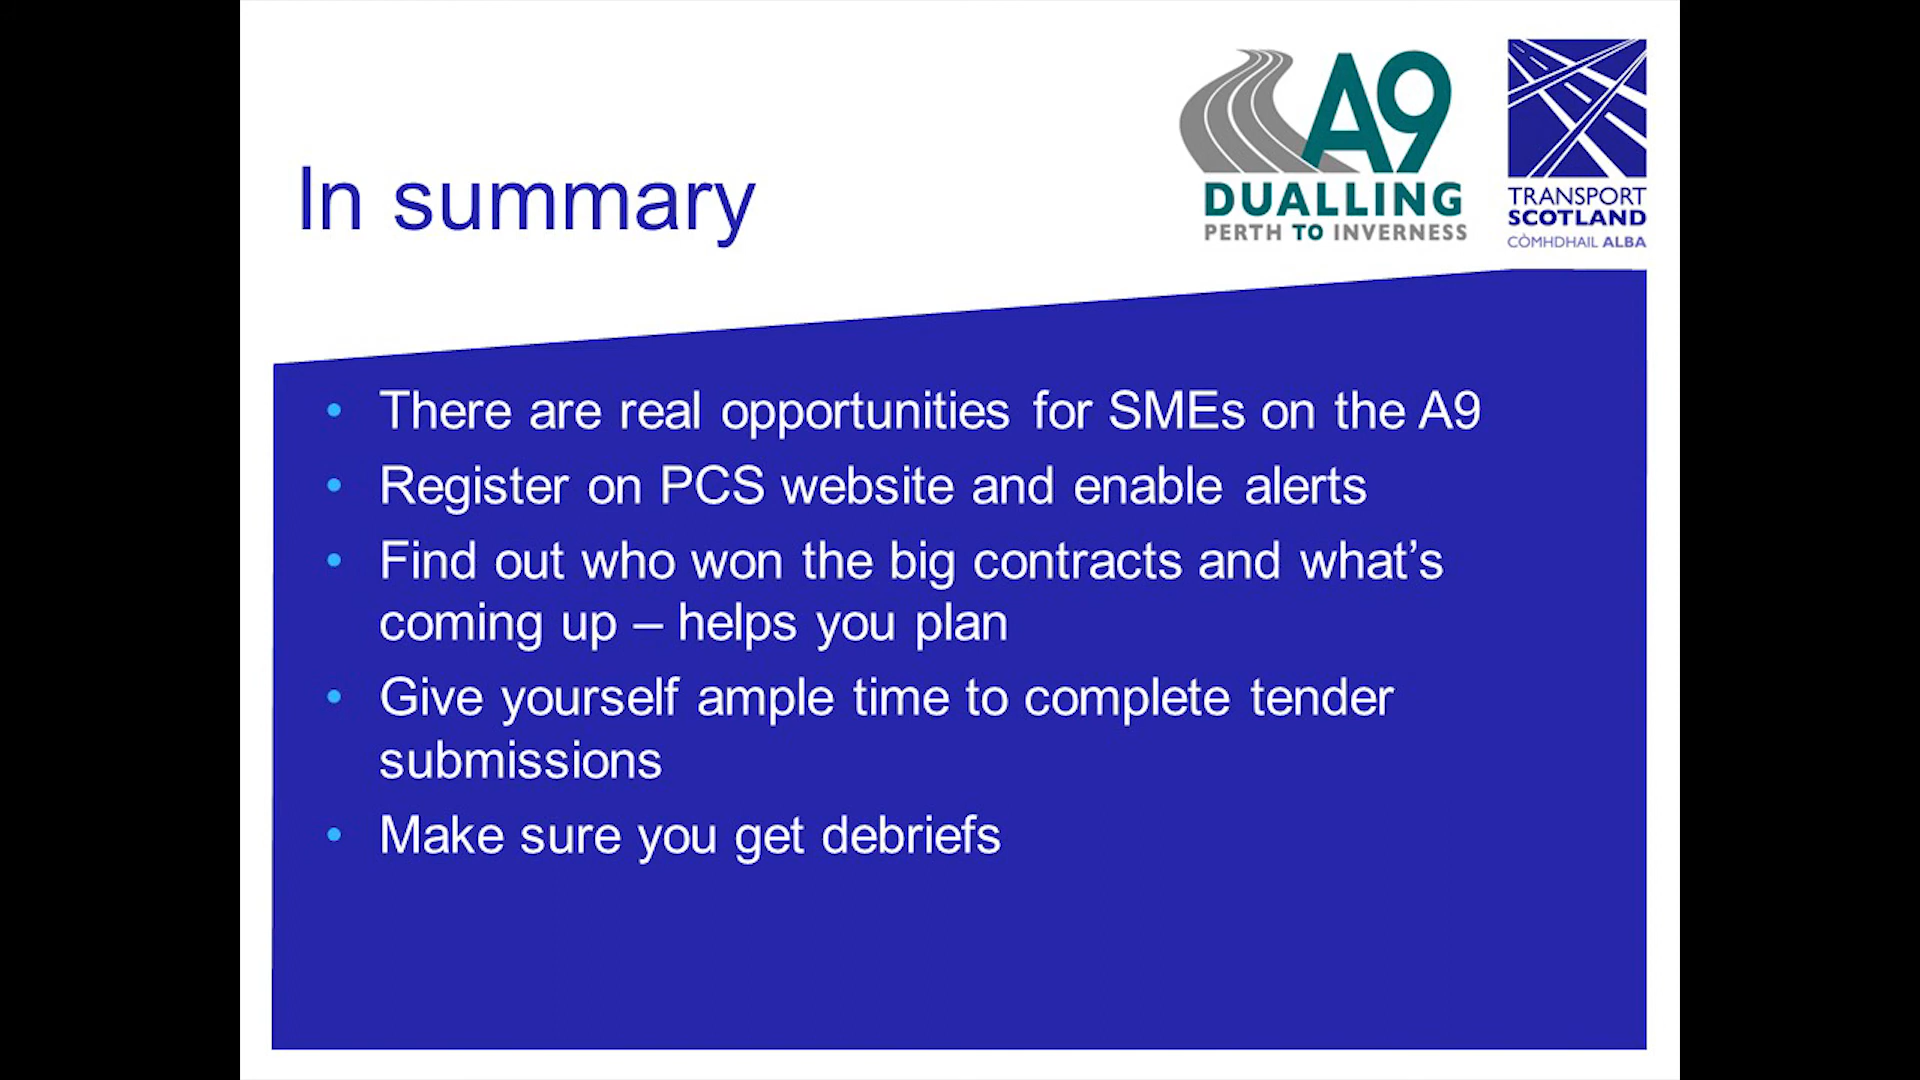 A9
DUALLING
PERTH TO INVERNESS
TRANSPORT
SCOTLAND
CÒMHDHAIL ALBA
In summary
• There are real opportunities for SMEs on the A9
• Register on PCS website and enable alerts
• Find out who won the big contracts and what’s
coming up – helps you plan
• Give yourself ample time to complete tender
submissions
• Make sure you get debriefs